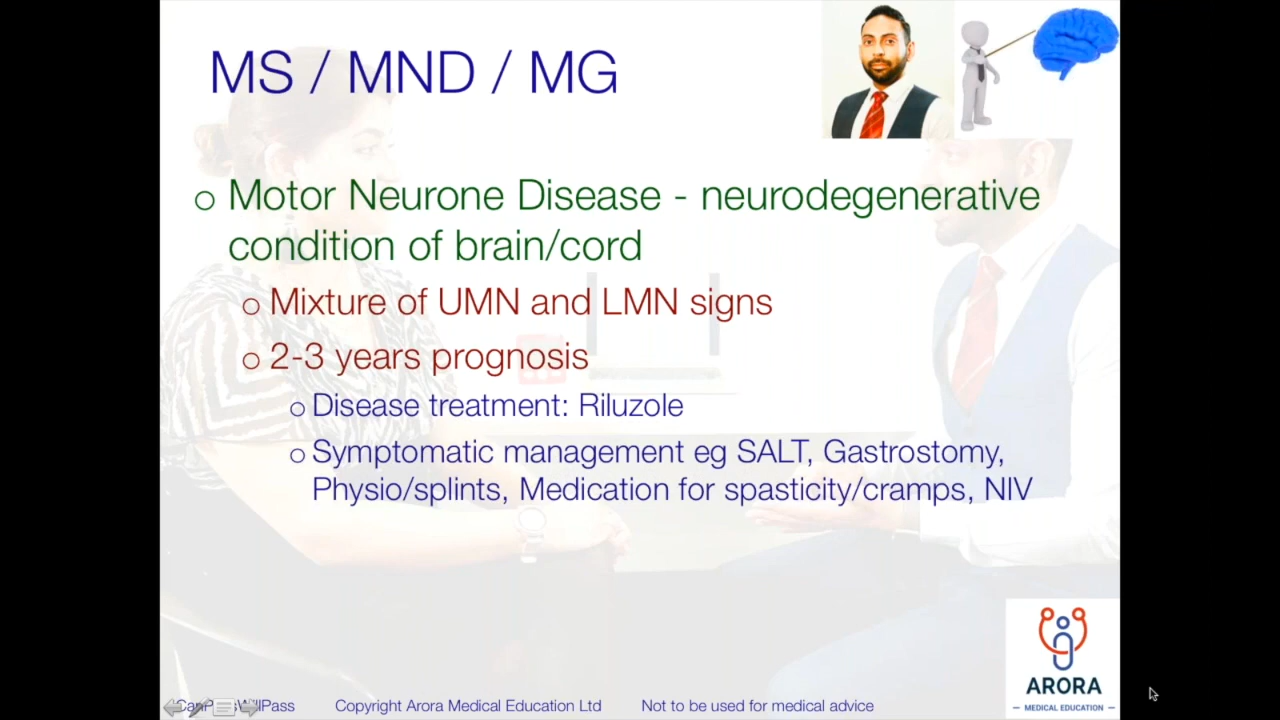 MS / MND / MG
o Motor Neurone Disease - neurodegenerative
condition of brain/cord
o Mixture of UMN and LMN signs
o 2-3 years prognosis
o Disease treatment: Riluzole
o Symptomatic management eg SALT, Gastrostomy,
Physio/splints, Medication for spasticity/cramps, NIV
ARORA
MEDICAL EDUCATION
Copyright Arora Medical Education Ltd
Not to be used for medical advice